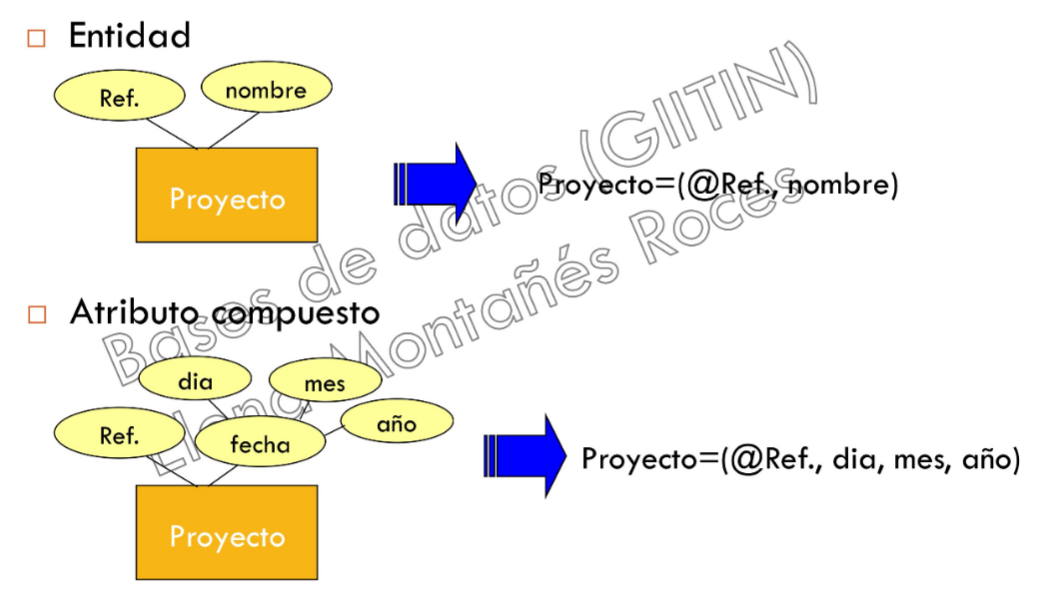 Entidad
Ref.
nombre
Proyecto
Proyecto=(@Ref., nombre)
Atributo compuesto
dia
mes
Ref.
fecha
año
Proyecto
Proyecto=(@Ref., dia, mes, año)
Bases de datos (GIITIN)
Elena Montañés Roces